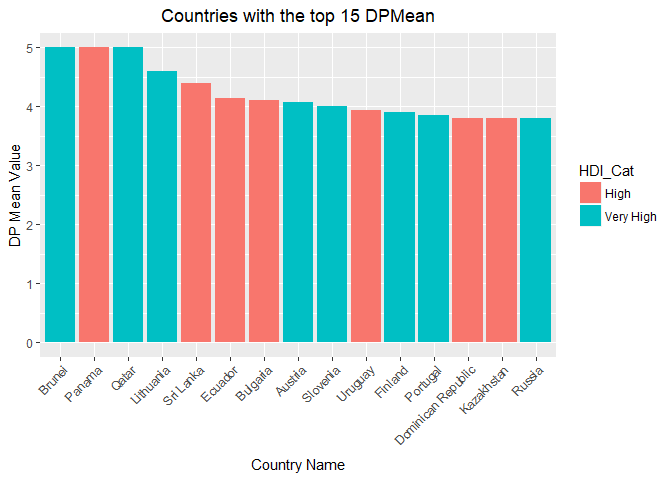 Countries with the top 15 DPMean
DP Mean Value
5
4
3
2
1
0
Brunei
Panama
Qatar
Lithuania
Sri Lanka
Ecuador
Bulgaria
Austria
Slovenia
Uruguay
Finland
Portugal
Dominican Republic
Kazakhstan
Russia
Country Name
HDI_Cat
High
Very High